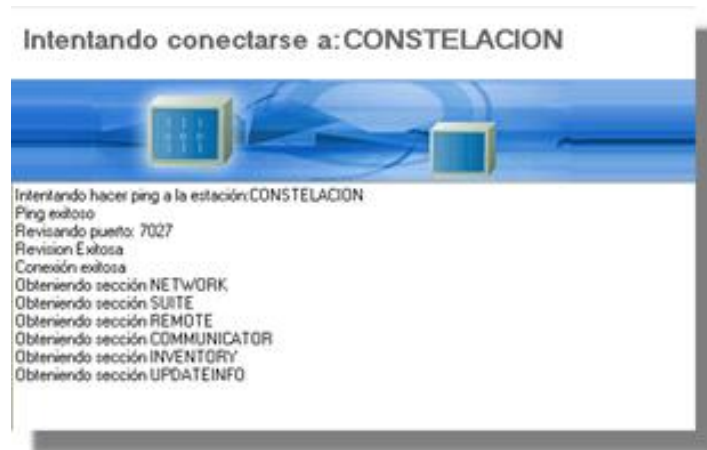 Intentando conectarse a:CONSTELACION
Intentando hacer ping a la estación:CONSTELACION
Ping exitoso
Revisando puerto: 7027
Revision Exitosa
Conexión exitosa
Obteniendo sección NETWORK
Obteniendo sección SUITE
Obteniendo sección REMOTE
Obteniendo sección COMMUNICATOR
Obteniendo sección INVENTORY
Obteniendo sección UPDATEINFO